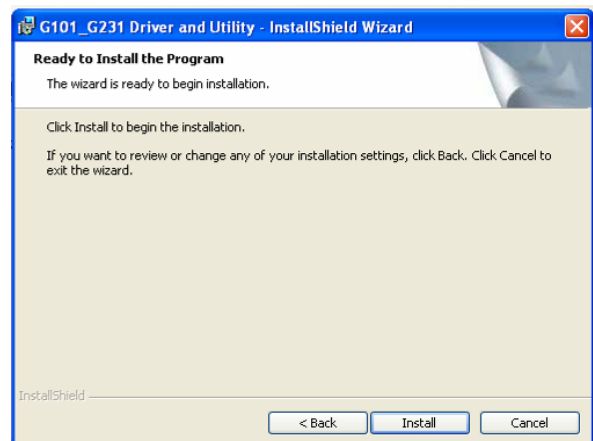 G101_G231 Driver and Utility - InstallShield Wizard
Ready to Install the Program
The wizard is ready to begin installation.
Click Install to begin the installation.
If you want to review or change any of your installation settings, click Back. Click Cancel to
exit the wizard.
InstallShield
< Back Install Cancel